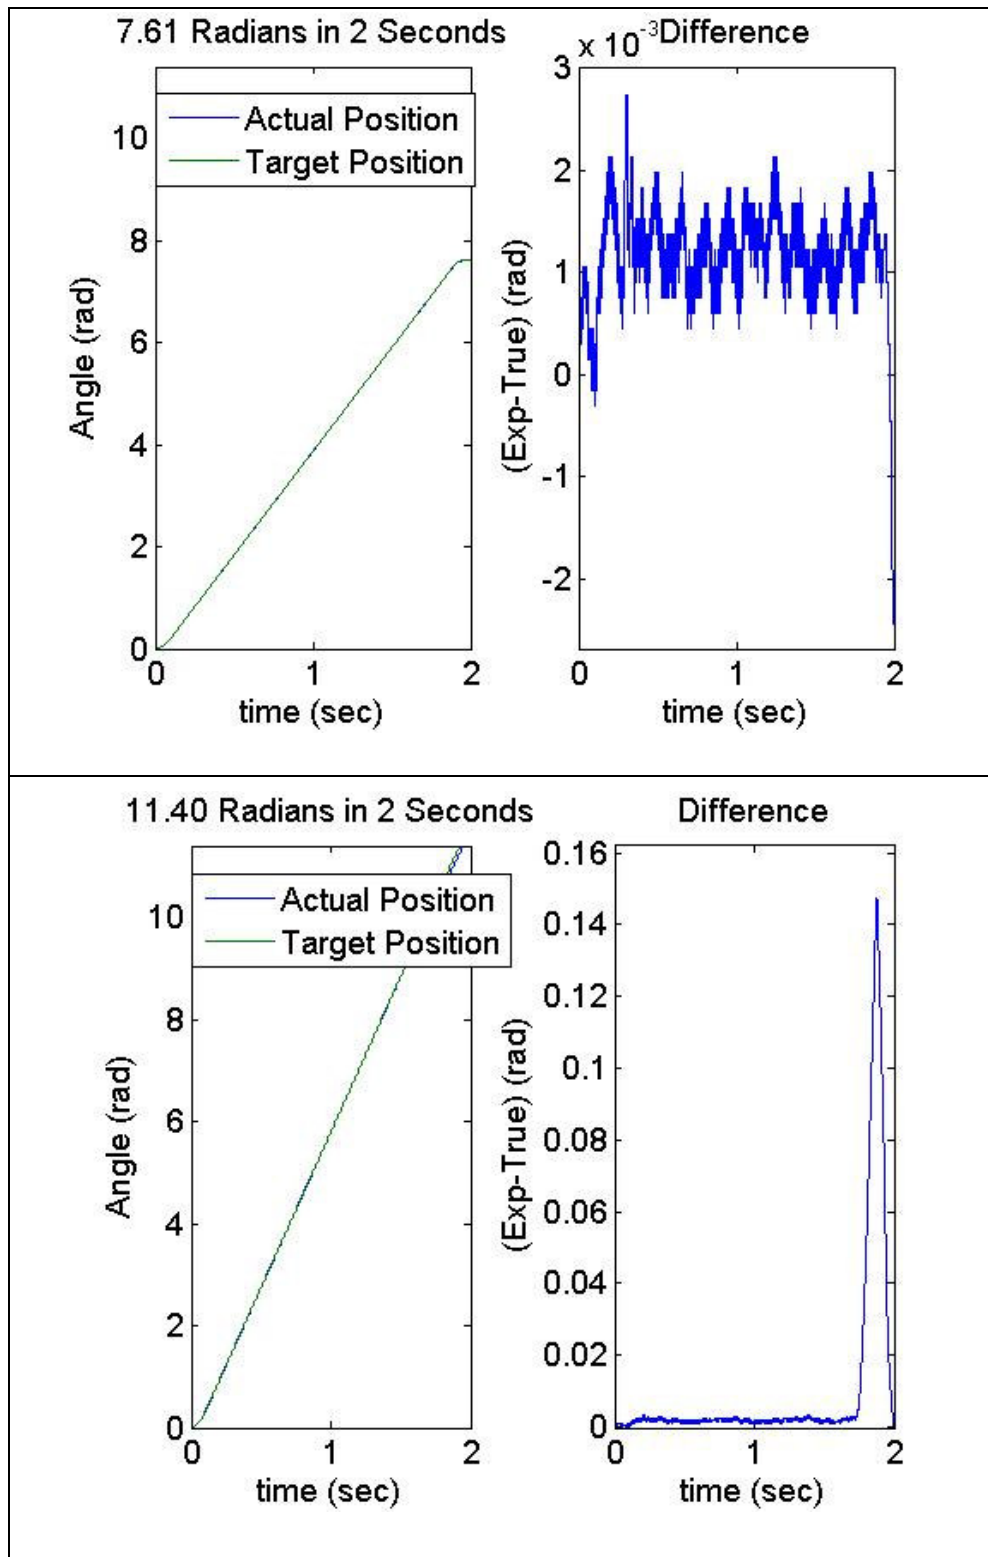 7.61 Radians in 2 Seconds
Actual Position
Target Position
10
8
6
4
2
0
Angle (rad)
0 1 2
time (sec)
x 10^-3 Difference
3
2
1
0
-1
-2
(Exp-True) (rad)
0 1 2
time (sec)
11.40 Radians in 2 Seconds
Actual Position
Target Position
10
8
6
4
2
0
Angle (rad)
0 1 2
time (sec)
Difference
0.16
0.14
0.12
0.1
0.08
0.06
0.04
0.02
0
(Exp-True) (rad)
0 1 2
time (sec)